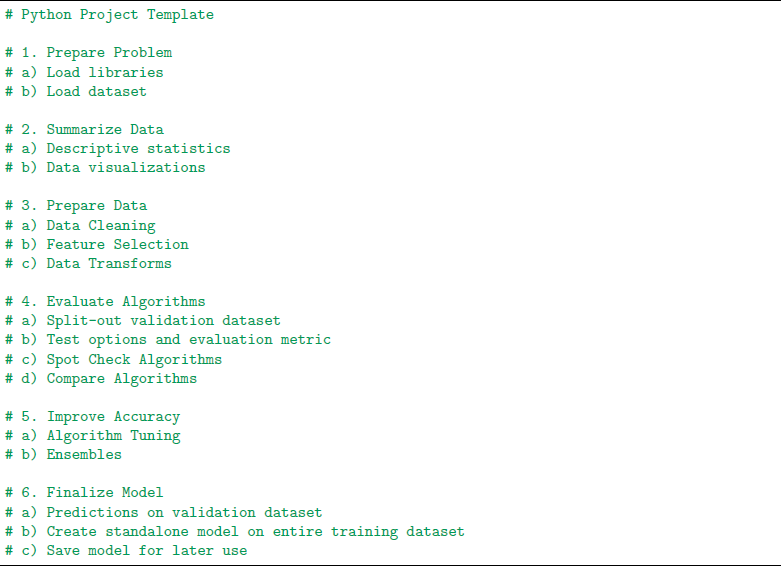 # Python Project Template
# 1. Prepare Problem
# a) Load libraries
# b) Load dataset
# 2. Summarize Data
# a) Descriptive statistics
# b) Data visualizations
# 3. Prepare Data
# a) Data Cleaning
# b) Feature Selection
# c) Data Transforms
# 4. Evaluate Algorithms
# a) Split-out validation dataset
# b) Test options and evaluation metric
# c) Spot Check Algorithms
# d) Compare Algorithms
# 5. Improve Accuracy
# a) Algorithm Tuning
# b) Ensembles
# 6. Finalize Model
# a) Predictions on validation dataset
# b) Create standalone model on entire training dataset
# c) Save model for later use